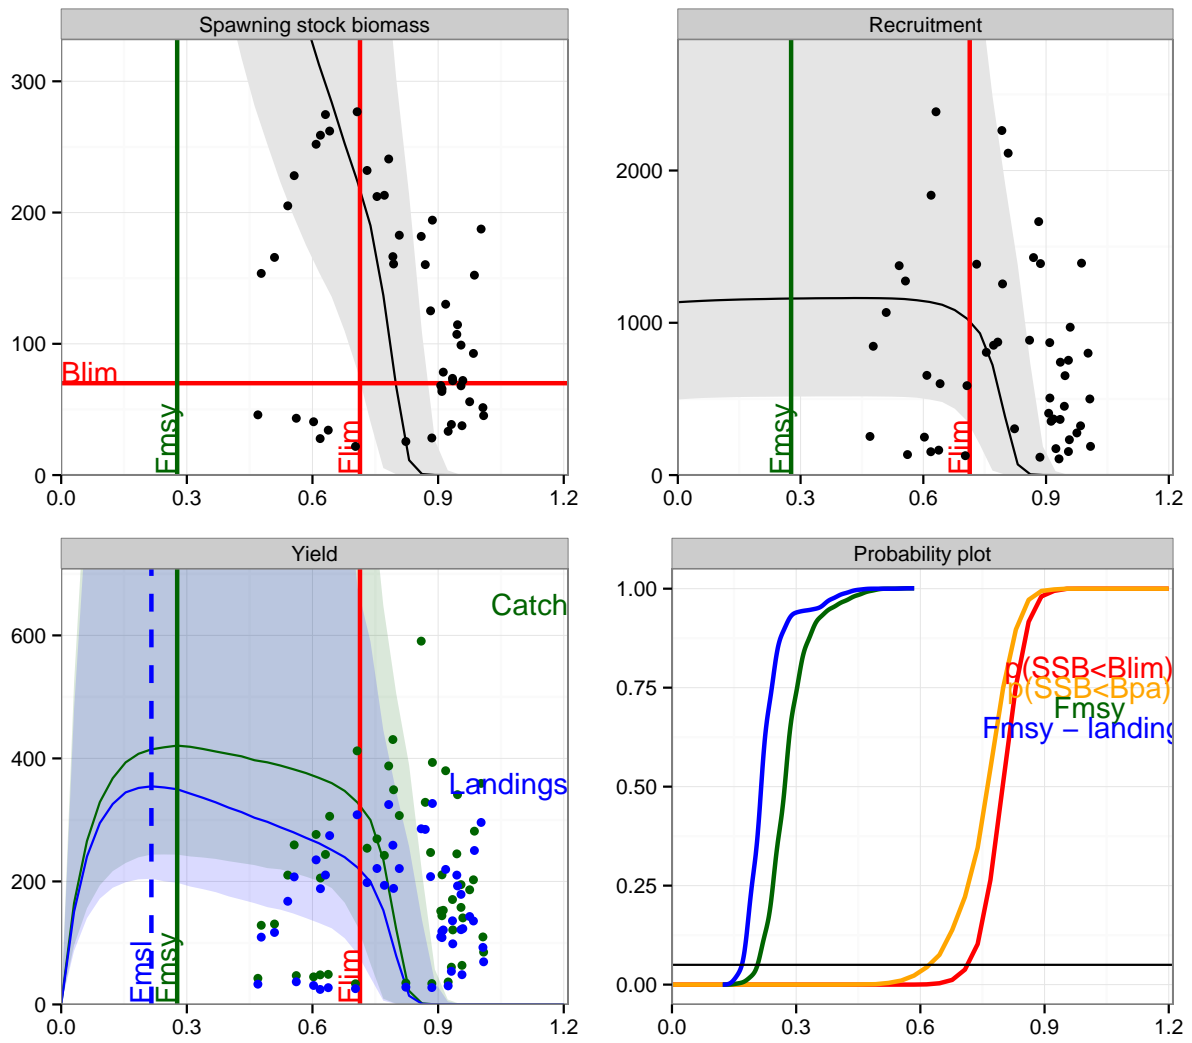 Spawning stock biomass
300
200
100
0
Blim
Fmsy
Flim
0.0 0.3 0.6 0.9 1.2
Recruitment
2000
1000
0
Fmsy
Flim
0.0 0.3 0.6 0.9 1.2
Yield
600
400
200
0
Catch
Landings
Fmsl
Fmsy
Flim
0.0 0.3 0.6 0.9 1.2
Probability plot
1.00
0.75
0.50
0.25
0.00
p(SSB<Blim)
p(SSB<Bpa)
Fmsy
Fmsy − landing
0.0 0.3 0.6 0.9 1.2